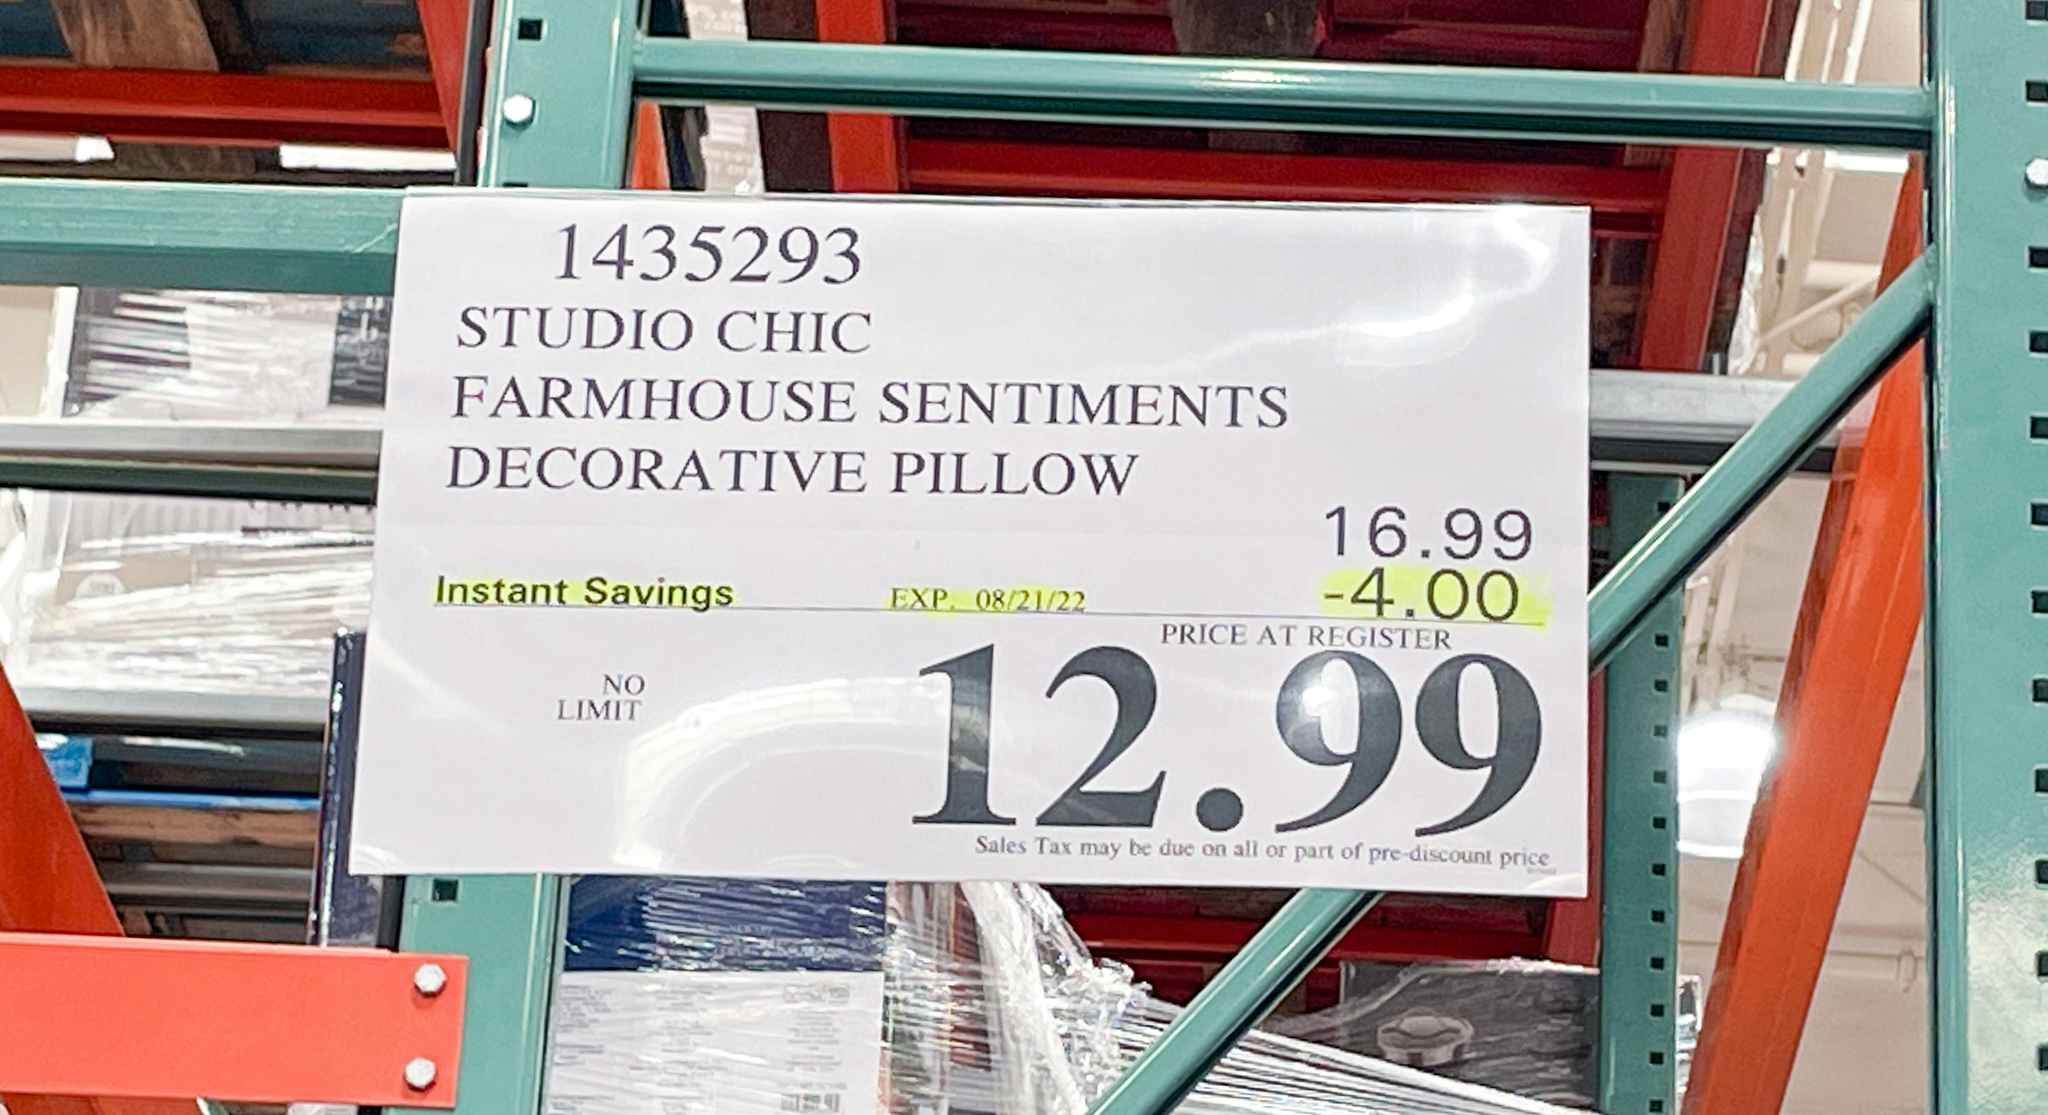 1435293
STUDIO CHIC
FARMHOUSE SENTIMENTS
DECORATIVE PILLOW
16.99
Instant Savings EXP. 08/21/22 -4.00
PRICE AT REGISTER
NO
LIMIT
12.99
Sales Tax may be due on all or part of pre-discount price